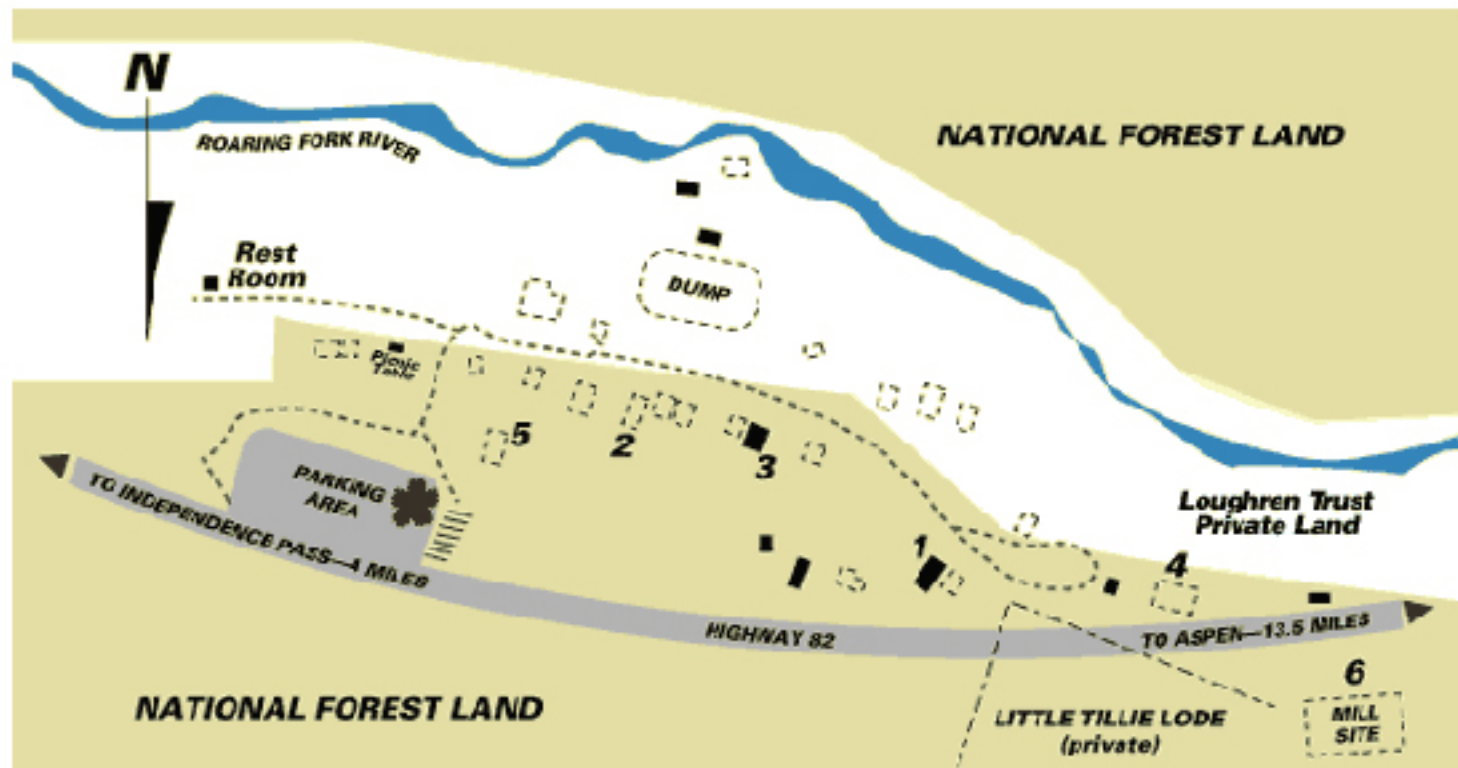 N
ROARING FORK RIVER
NATIONAL FOREST LAND
Rest
Room
DUMP
Picnic
Table
5
2
3
PARKING
AREA
TO INDEPENDENCE PASS—4 MILES
1
4
Loughren Trust
Private Land
HIGHWAY 82
TO ASPEN—13.5 MILES
6
MILL
SITE
LITTLE TILLIE LODE
(private)
NATIONAL FOREST LAND